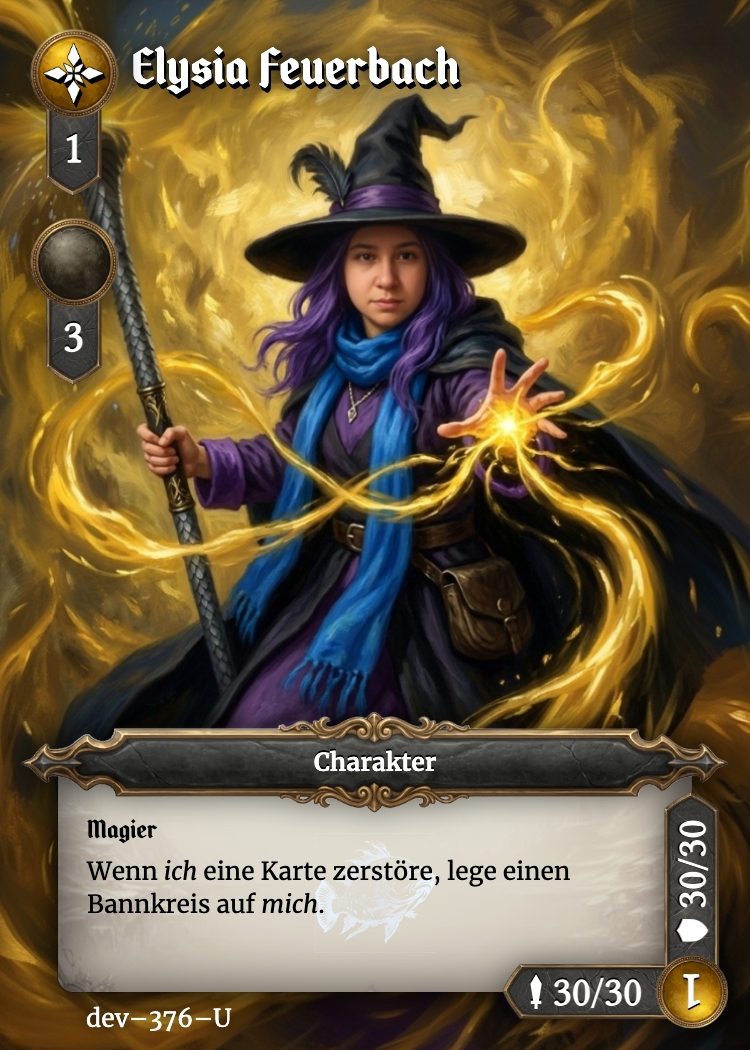 Elysia Feuerbach
1
3
Charakter
Magier
Wenn ich eine Karte zerstöre, lege einen
Bannkreis auf mich.
30/30
30/30
1
dev–376–U